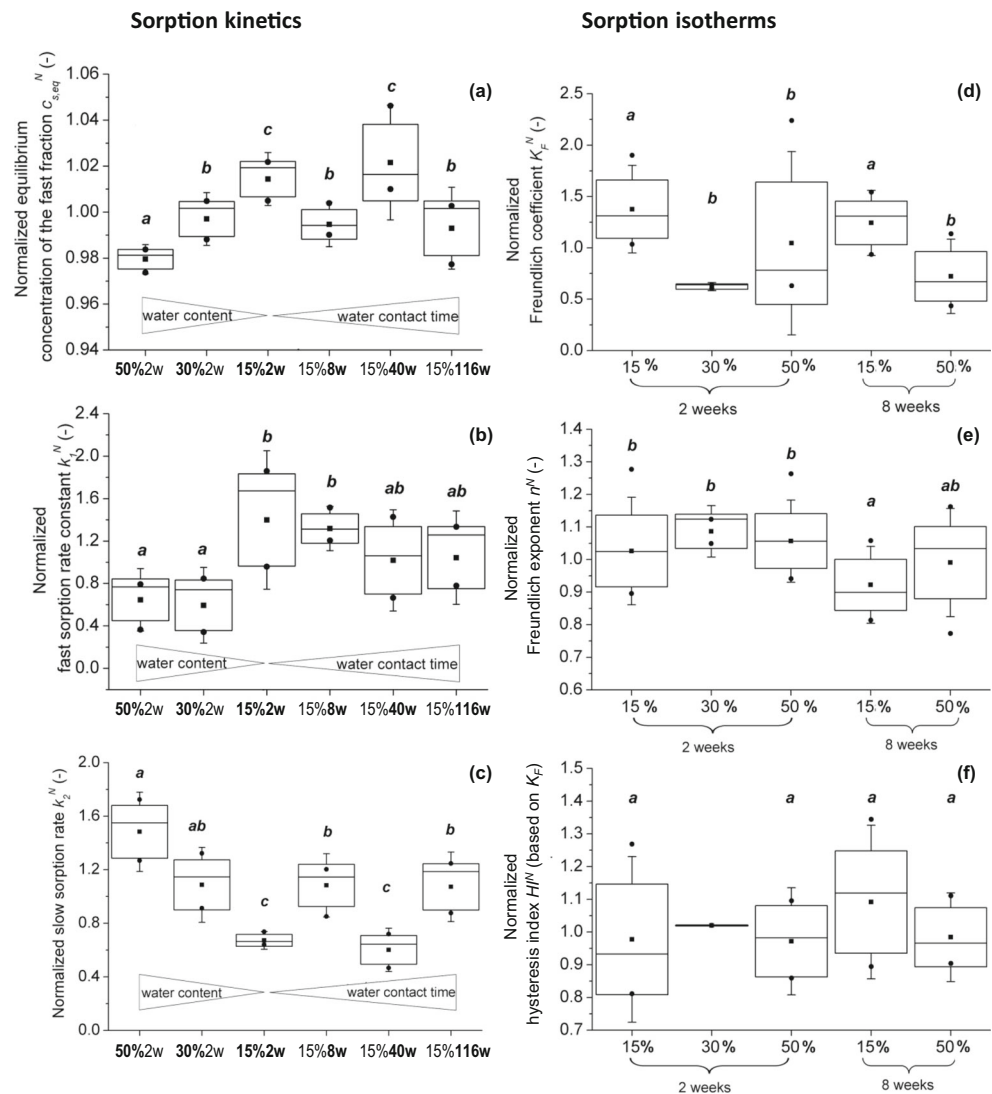 Sorption kinetics
Normalized equilibrium
concentration of the fast fraction c_{s,eq}^N (-)
1.06
1.04
1.02
1.00
0.98
0.96
0.94
(a)
a
b
c
b
c
b
water content
water contact time
50%2w 30%2w 15%2w 15%8w 15%40w 15%116w
Normalized
fast sorption rate constant k_1^N (-)
2.4
2.0
1.6
1.2
0.8
0.4
0.0
(b)
a
a
b
b
ab
ab
water content
water contact time
50%2w 30%2w 15%2w 15%8w 15%40w 15%116w
Normalized slow sorption rate k_2^N (-)
2.0
1.6
1.2
0.8
0.4
0.0
(c)
a
ab
c
b
c
b
water content
water contact time
50%2w 30%2w 15%2w 15%8w 15%40w 15%116w
Sorption isotherms
Normalized
Freundlich coefficient K_F^N (-)
2.5
2.0
1.5
1.0
0.5
0.0
(d)
a
b
b
a
b
15% 30% 50% 15% 50%
2 weeks 8 weeks
Normalized
Freundlich exponent n^N (-)
1.4
1.3
1.2
1.1
1.0
0.9
0.8
0.7
0.6
(e)
b
b
b
a
ab
15% 30% 50% 15% 50%
2 weeks 8 weeks
Normalized
hysteresis index HI^N (based on K_F)
1.5
1.4
1.3
1.2
1.1
1.0
0.9
0.8
0.7
(f)
a
a
a
a
15% 30% 50% 15% 50%
2 weeks 8 weeks